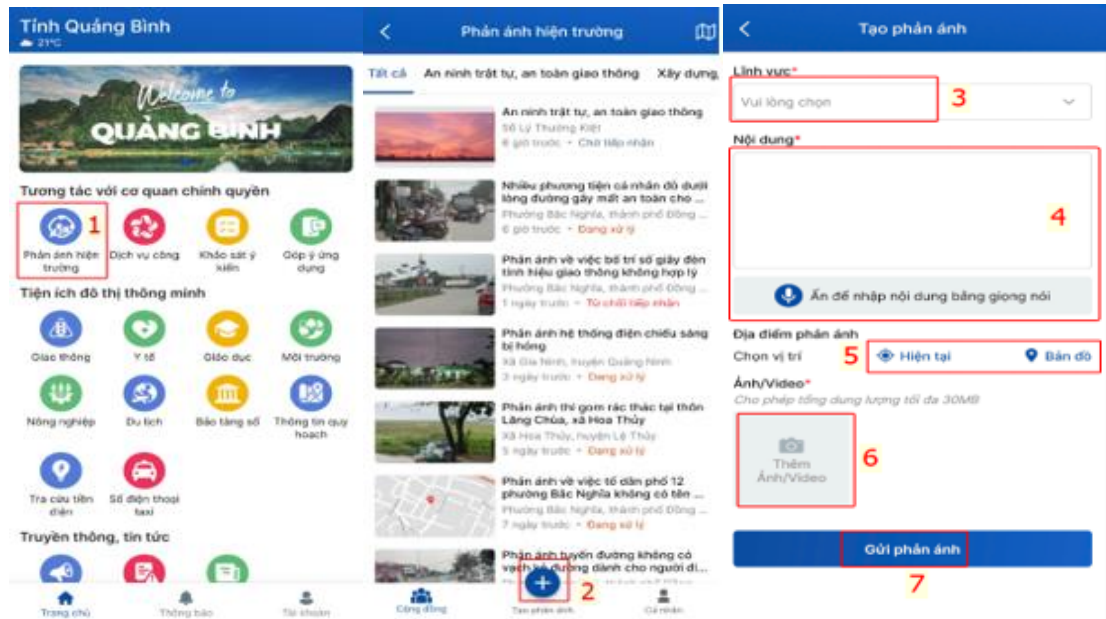 Tỉnh Quảng Bình
21°C
Welcome to
QUẢNG BÌNH
Tương tác với cơ quan chính quyền
1
Phản ánh hiện trường
Dịch vụ công
Khảo sát ý kiến
Góp ý ứng dụng
Tiện ích đô thị thông minh
Giao thông
Y tế
Giáo dục
Môi trường
Nông nghiệp
Du lịch
Bảo tàng số
Thông tin quy hoạch
Tra cứu tiền điện
Số điện thoại taxi
Truyền thông, tin tức
Trang chủ
Thông báo
Tài khoản
Phản ánh hiện trường
Tất cả
An ninh trật tự, an toàn giao thông
Xây dựng,
An ninh trật tự, an toàn giao thông
Số Lý Thường Kiệt
6 giờ trước • Chờ tiếp nhận
Nhiều phương tiện cá nhân đỗ dưới
lòng đường gây mất an toàn cho ...
Phường Bắc Nghĩa, thành phố Đồng ...
6 giờ trước • Đang xử lý
Phản ánh về việc bố trí số giây đèn
tính hiệu giao thông không hợp lý
Phường Bắc Nghĩa, thành phố Đồng ...
1 ngày trước • Từ chối tiếp nhận
Phản ánh hệ thống điện chiếu sáng
bị hỏng
Xã Gia Ninh, huyện Quảng Ninh
3 ngày trước • Đang xử lý
Phản ánh thi gom rác thác tại thôn
Lăng Chùa, xã Hoa Thủy
Xã Hoa Thủy, huyện Lệ Thủy
5 ngày trước • Đang xử lý
Phản ánh về việc tổ dân phố 12
phường Bắc Nghĩa không có tên ...
Phường Bắc Nghĩa, thành phố Đồng ...
7 ngày trước • Đang xử lý
Phản ánh tuyến đường không có
vạch kẻ đường dành cho người đi...
2
Cộng đồng
Tạo phản ánh
Cá nhân
Tạo phản ánh
Lĩnh vực*
Vui lòng chọn
3
Nội dung*
4
Ấn để nhập nội dung bằng giọng nói
Địa điểm phản ánh
Chọn vị trí
5
Hiện tại
Bản đồ
Ảnh/Video*
Cho phép tổng dung lượng tối đa 30MB
Thêm
Ảnh/Video
6
Gửi phản ánh
7